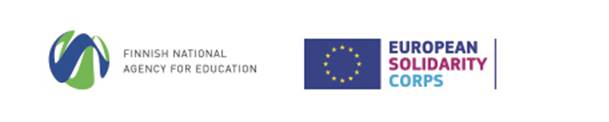 FINNISH NATIONAL
AGENCY FOR EDUCATION
EUROPEAN
SOLIDARITY
CORPS